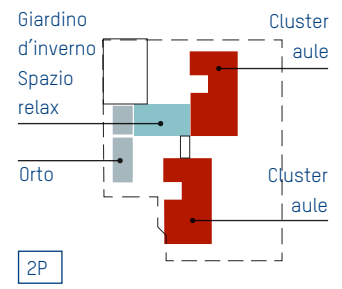 Giardino
d'inverno
Spazio
relax
Orto
Cluster
aule
Cluster
aule
2P